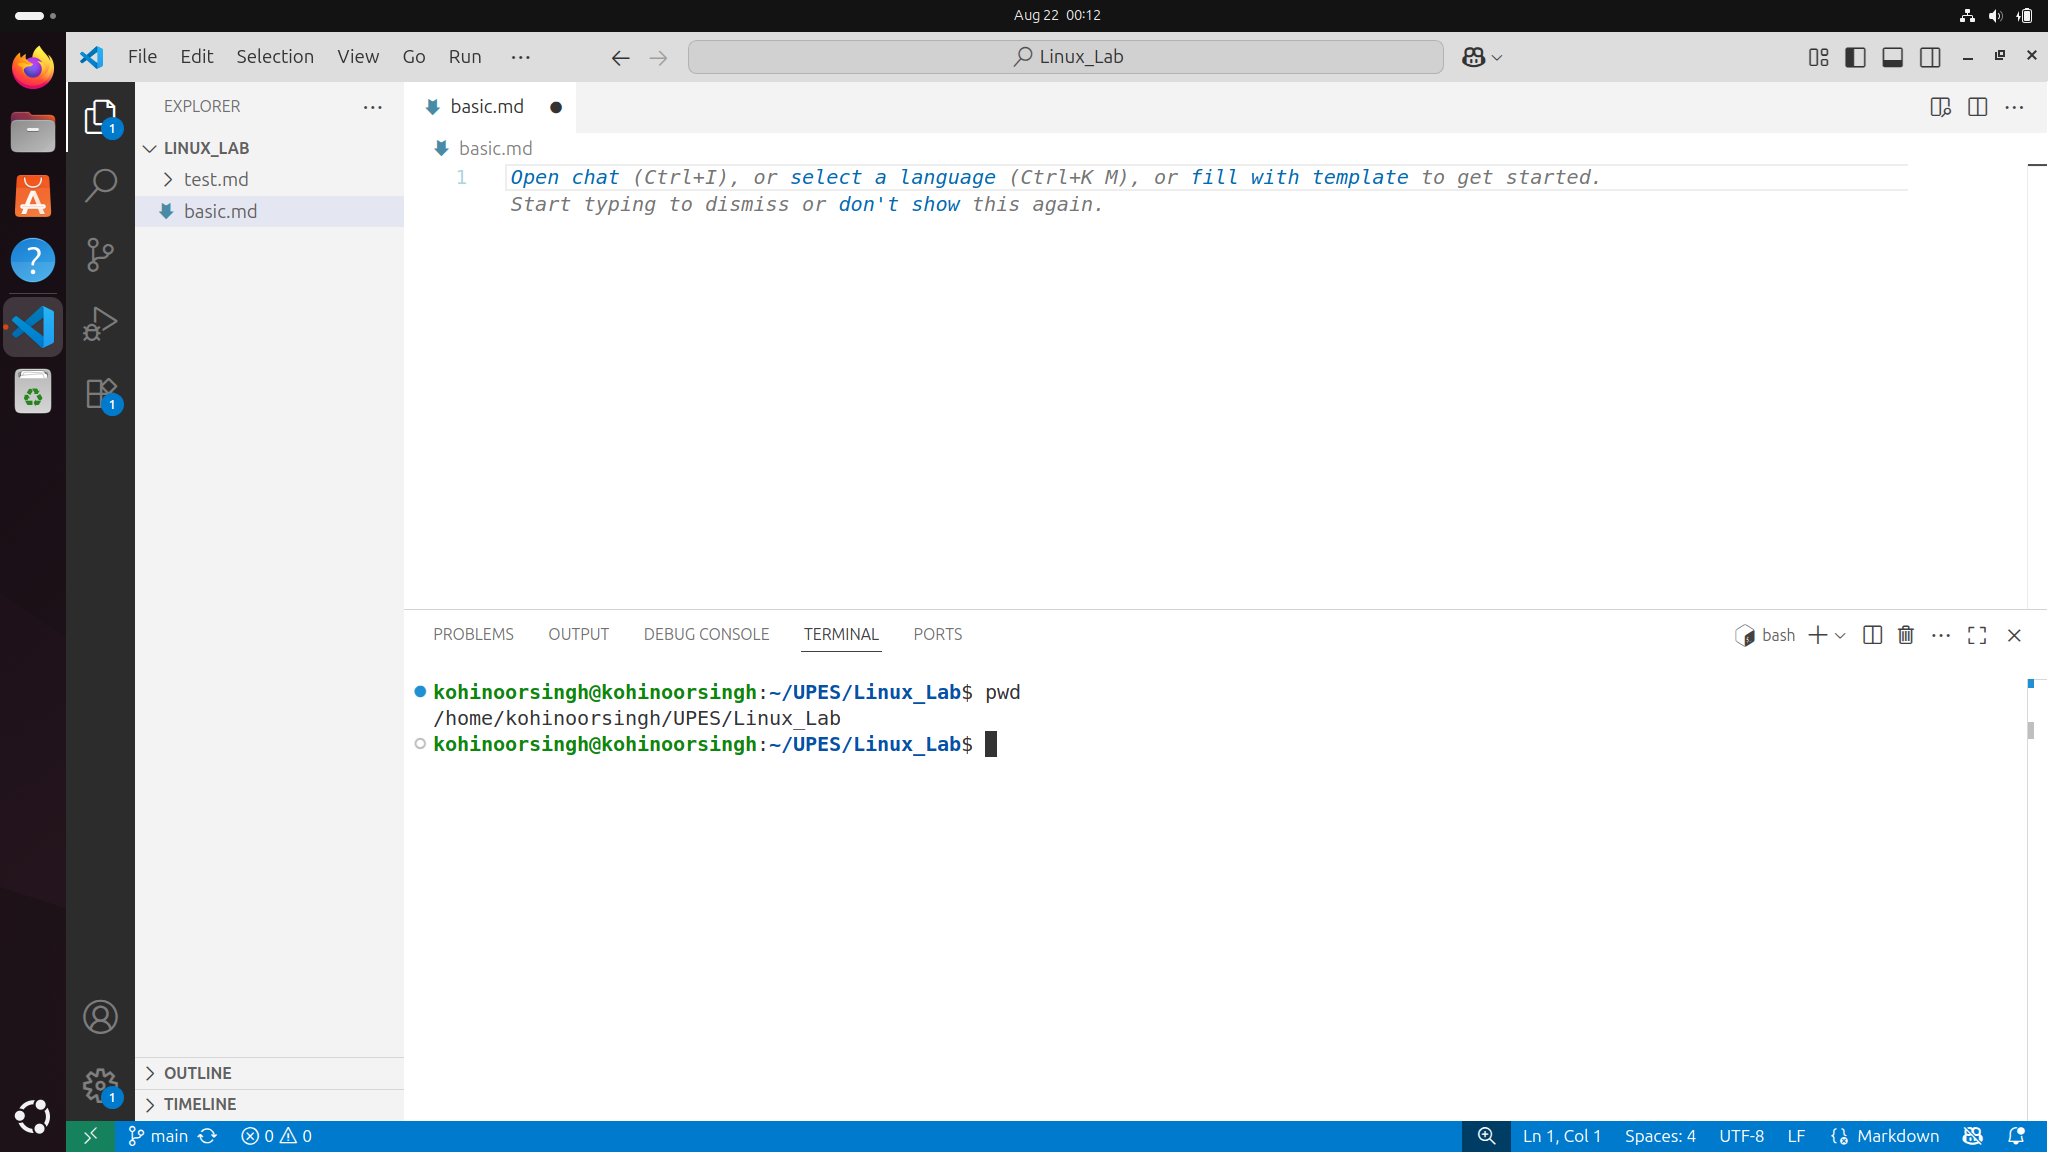 Aug 22 00:12
File Edit Selection View Go Run ···
Linux_Lab
EXPLORER ···
LINUX_LAB
test.md
basic.md
basic.md
basic.md
1 Open chat (Ctrl+I), or select a language (Ctrl+K M), or fill with template to get started.
Start typing to dismiss or don't show this again.
PROBLEMS OUTPUT DEBUG CONSOLE TERMINAL PORTS
bash
kohinoorsingh@kohinoorsingh:~/UPES/Linux_Lab$ pwd
/home/kohinoorsingh/UPES/Linux_Lab
kohinoorsingh@kohinoorsingh:~/UPES/Linux_Lab$
1
1
1
OUTLINE
TIMELINE
main 0 0 Ln 1, Col 1 Spaces: 4 UTF-8 LF {} Markdown